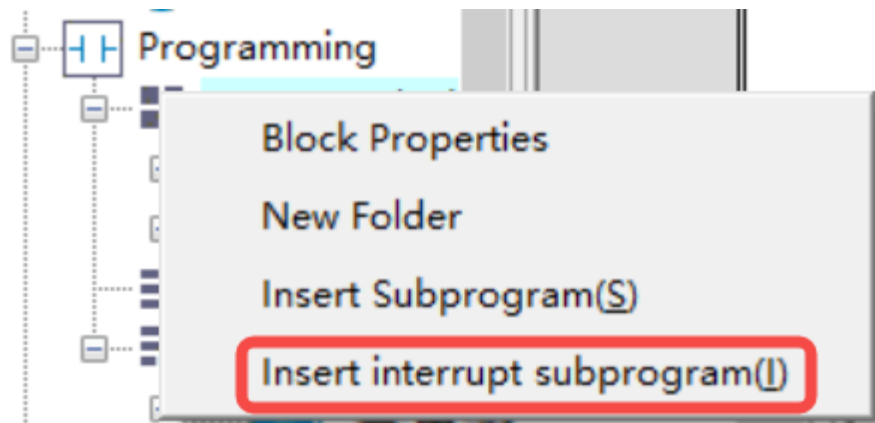 Programming
Block Properties
New Folder
Insert Subprogram(S)
Insert interrupt subprogram(I)